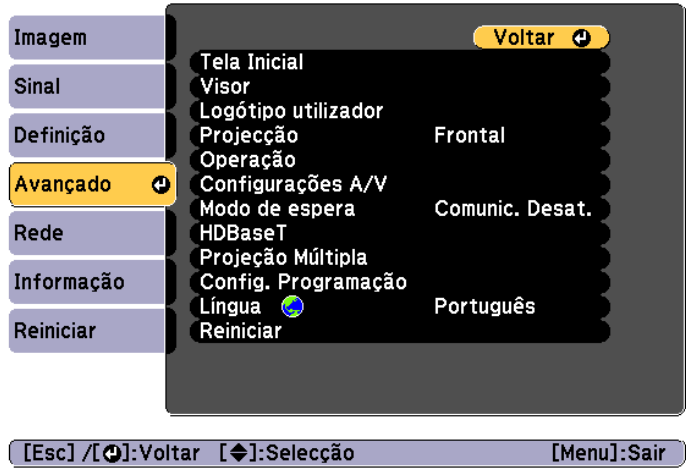 Imagem
Sinal
Definição
Avançado
Rede
Informação
Reiniciar
Voltar
Tela Inicial
Visor
Logótipo utilizador
Projecção Frontal
Operação
Configurações A/V
Modo de espera Comunic. Desat.
HDBaseT
Projeção Múltipla
Config. Programação
Língua Português
Reiniciar
[Esc] /[⏎]:Voltar [◆]:Selecção [Menu]:Sair